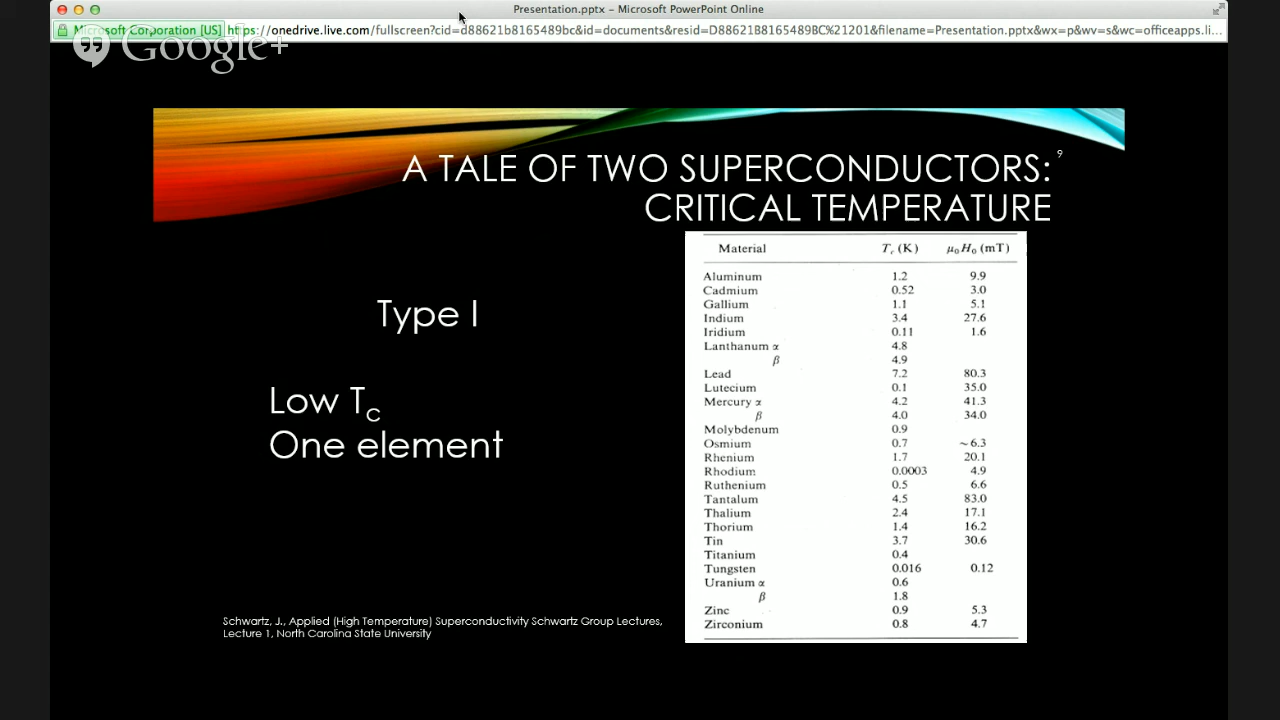 Presentation.pptx – Microsoft PowerPoint Online
Microsoft Corporation [US] https://onedrive.live.com/fullscreen?cid=d88621b8165489bc&id=documents&resid=D88621B8165489BC%21201&filename=Presentation.pptx&wx=p&wv=s&wc=officeapps.li...
Google+
A TALE OF TWO SUPERCONDUCTORS: 9
CRITICAL TEMPERATURE
Type I
Low Tc
One element
Material Tc (K) μ0H0 (mT)
Aluminum 1.2 9.9
Cadmium 0.52 3.0
Gallium 1.1 5.1
Indium 3.4 27.6
Iridium 0.11 1.6
Lanthanum α 4.8
β 4.9
Lead 7.2 80.3
Lutecium 0.1 35.0
Mercury α 4.2 41.3
β 4.0 34.0
Molybdenum 0.9
Osmium 0.7 ~6.3
Rhenium 1.7 20.1
Rhodium 0.0003 4.9
Ruthenium 0.5 6.6
Tantalum 4.5 83.0
Thalium 2.4 17.1
Thorium 1.4 16.2
Tin 3.7 30.6
Titanium 0.4
Tungsten 0.016 0.12
Uranium α 0.6
β 1.8
Zinc 0.9 5.3
Zirconium 0.8 4.7
Schwartz, J., Applied (High Temperature) Superconductivity Schwartz Group Lectures,
Lecture 1, North Carolina State University